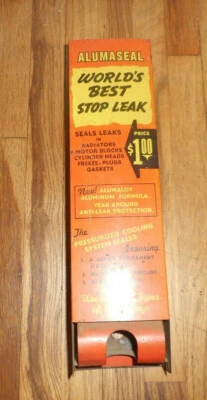 ALUMASEAL
WORLD'S
BEST
STOP LEAK
SEALS LEAKS
IN
RADIATORS
MOTOR BLOCKS
CYLINDER HEADS
FREEZE-PLUGS
GASKETS
PRICE
$1.00
New! ALUMALOY
ALUMINUM FORMULA
YEAR-AROUND
ANTI-LEAK PROTECTION
The
PRESSURIZED COOLING
SYSTEM SEALER